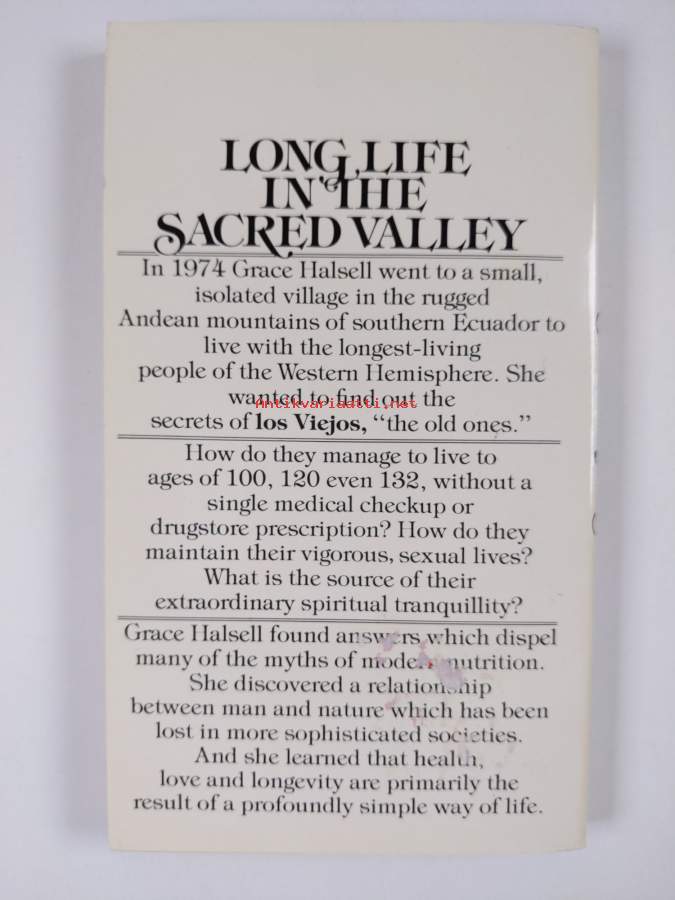 LONG LIFE
IN THE
SACRED VALLEY
In 1974 Grace Halsell went to a small,
isolated village in the rugged
Andean mountains of southern Ecuador to
live with the longest-living
people of the Western Hemisphere. She
wanted to find out the
Antikvariaatti.net
secrets of los Viejos, “the old ones.”
How do they manage to live to
ages of 100, 120 even 132, without a
single medical checkup or
drugstore prescription? How do they
maintain their vigorous, sexual lives?
What is the source of their
extraordinary spiritual tranquillity?
Grace Halsell found answers which dispel
many of the myths of modern nutrition.
She discovered a relationship
between man and nature which has been
lost in more sophisticated societies.
And she learned that health,
love and longevity are primarily the
result of a profoundly simple way of life.